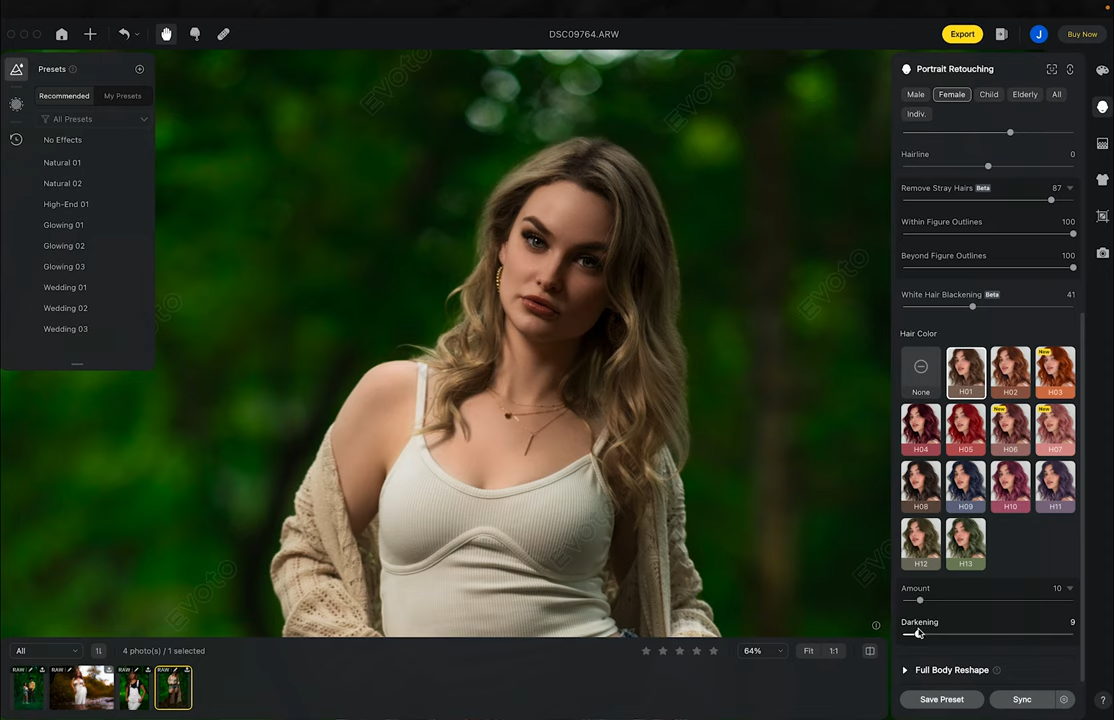 DSC09764.ARW
Export
J
Buy Now
Presets
Recommended
My Presets
All Presets
No Effects
Natural 01
Natural 02
High-End 01
Glowing 01
Glowing 02
Glowing 03
Wedding 01
Wedding 02
Wedding 03
Evoto
Evoto
Evoto
Evoto
Evoto
Portrait Retouching
Male
Female
Child
Elderly
All
Indiv.
Hairline 0
Remove Stray Hairs Beta 87
Within Figure Outlines 100
Beyond Figure Outlines 100
White Hair Blackening Beta 41
Hair Color
None
H01
H02
New
H03
H04
H05
New
H06
New
H07
H08
H09
H10
H11
H12
H13
Amount 10
Darkening 9
Full Body Reshape
Save Preset
Sync
All
4 photo(s) / 1 selected
64%
Fit
1:1
RAW
RAW
RAW
RAW